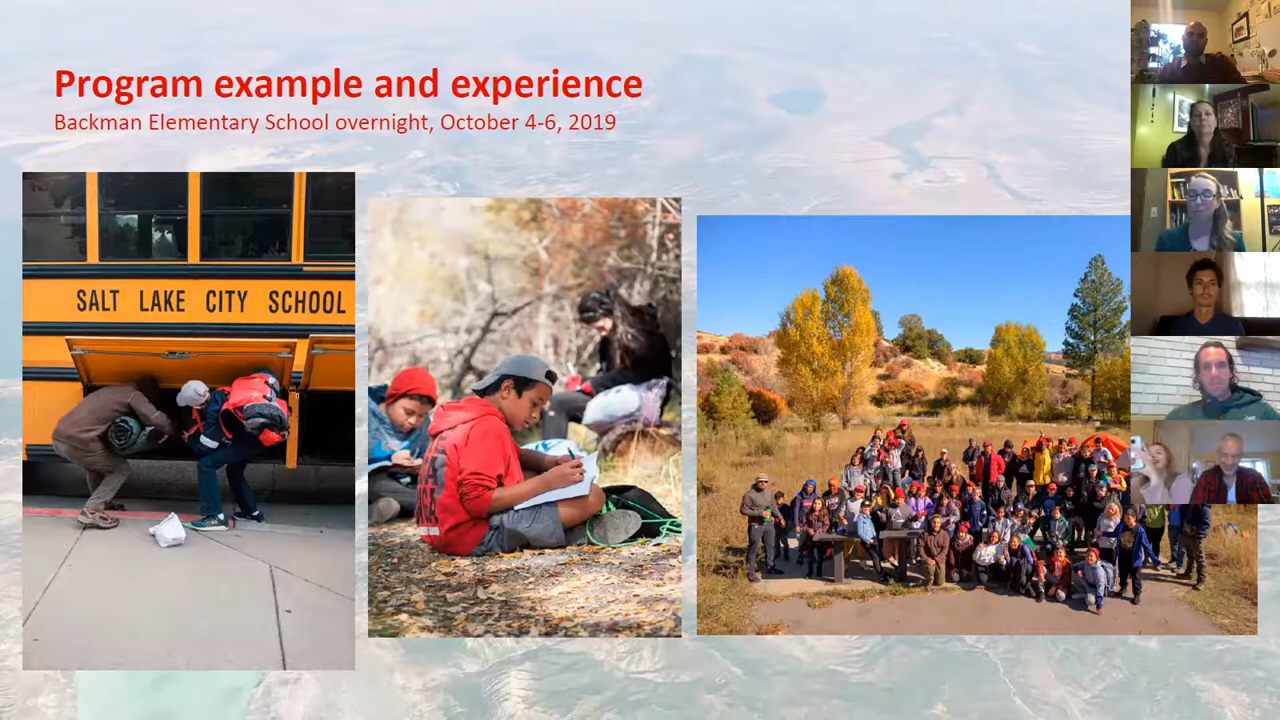 Program example and experience
Backman Elementary School overnight, October 4-6, 2019
SALT LAKE CITY SCHOOL